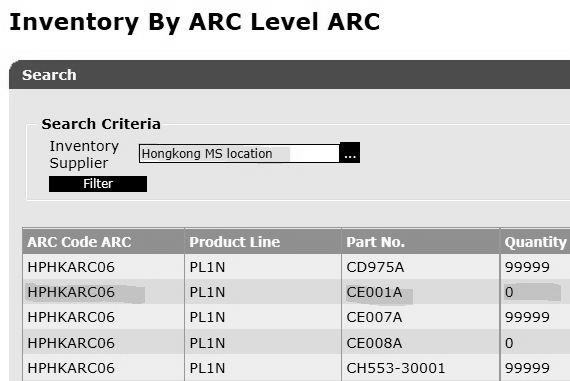 Inventory By ARC Level ARC
Search
Search Criteria
Inventory Supplier
Hongkong MS location
...
Filter
ARC Code ARC Product Line Part No. Quantity
HPHKARC06 PL1N CD975A 99999
HPHKARC06 PL1N CE001A 0
HPHKARC06 PL1N CE007A 99999
HPHKARC06 PL1N CE008A 0
HPHKARC06 PL1N CH553-30001 99999